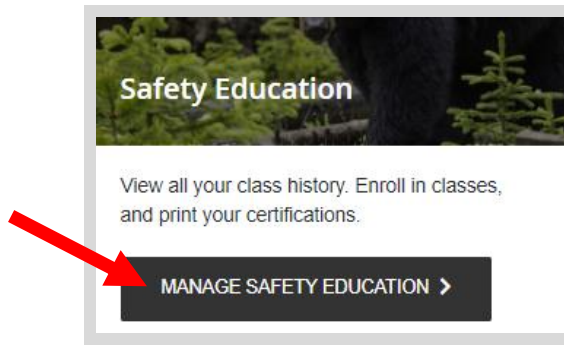 Safety Education
View all your class history. Enroll in classes,
and print your certifications.
MANAGE SAFETY EDUCATION >